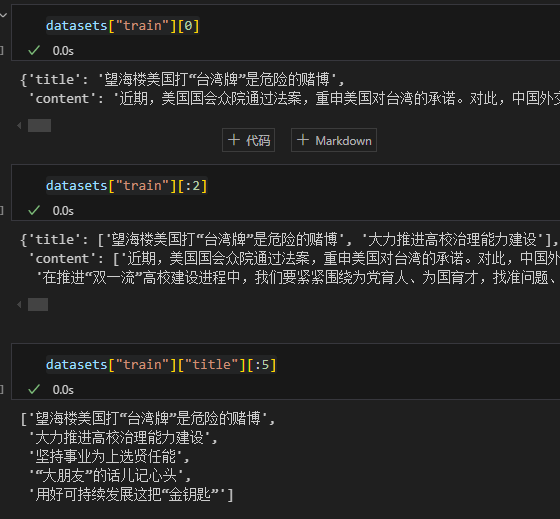 datasets["train"][0]
0.0s
{'title': '望海楼美国打“台湾牌”是危险的赌博',
'content': '近期，美国国会众院通过法案，重申美国对台湾的承诺。对此，中国外交
+ 代码
+ Markdown
datasets["train"][:2]
0.0s
{'title': ['望海楼美国打“台湾牌”是危险的赌博', '大力推进高校治理能力建设'],
'content': ['近期，美国国会众院通过法案，重申美国对台湾的承诺。对此，中国外
'在推进“双一流”高校建设进程中，我们要紧紧围绕为党育人、为国育才，找准问题、
datasets["train"]["title"][:5]
0.0s
['望海楼美国打“台湾牌”是危险的赌博',
'大力推进高校治理能力建设',
'坚持事业为上选贤任能',
'“大朋友”的话儿记心头',
'用好可持续发展这把“金钥匙”']